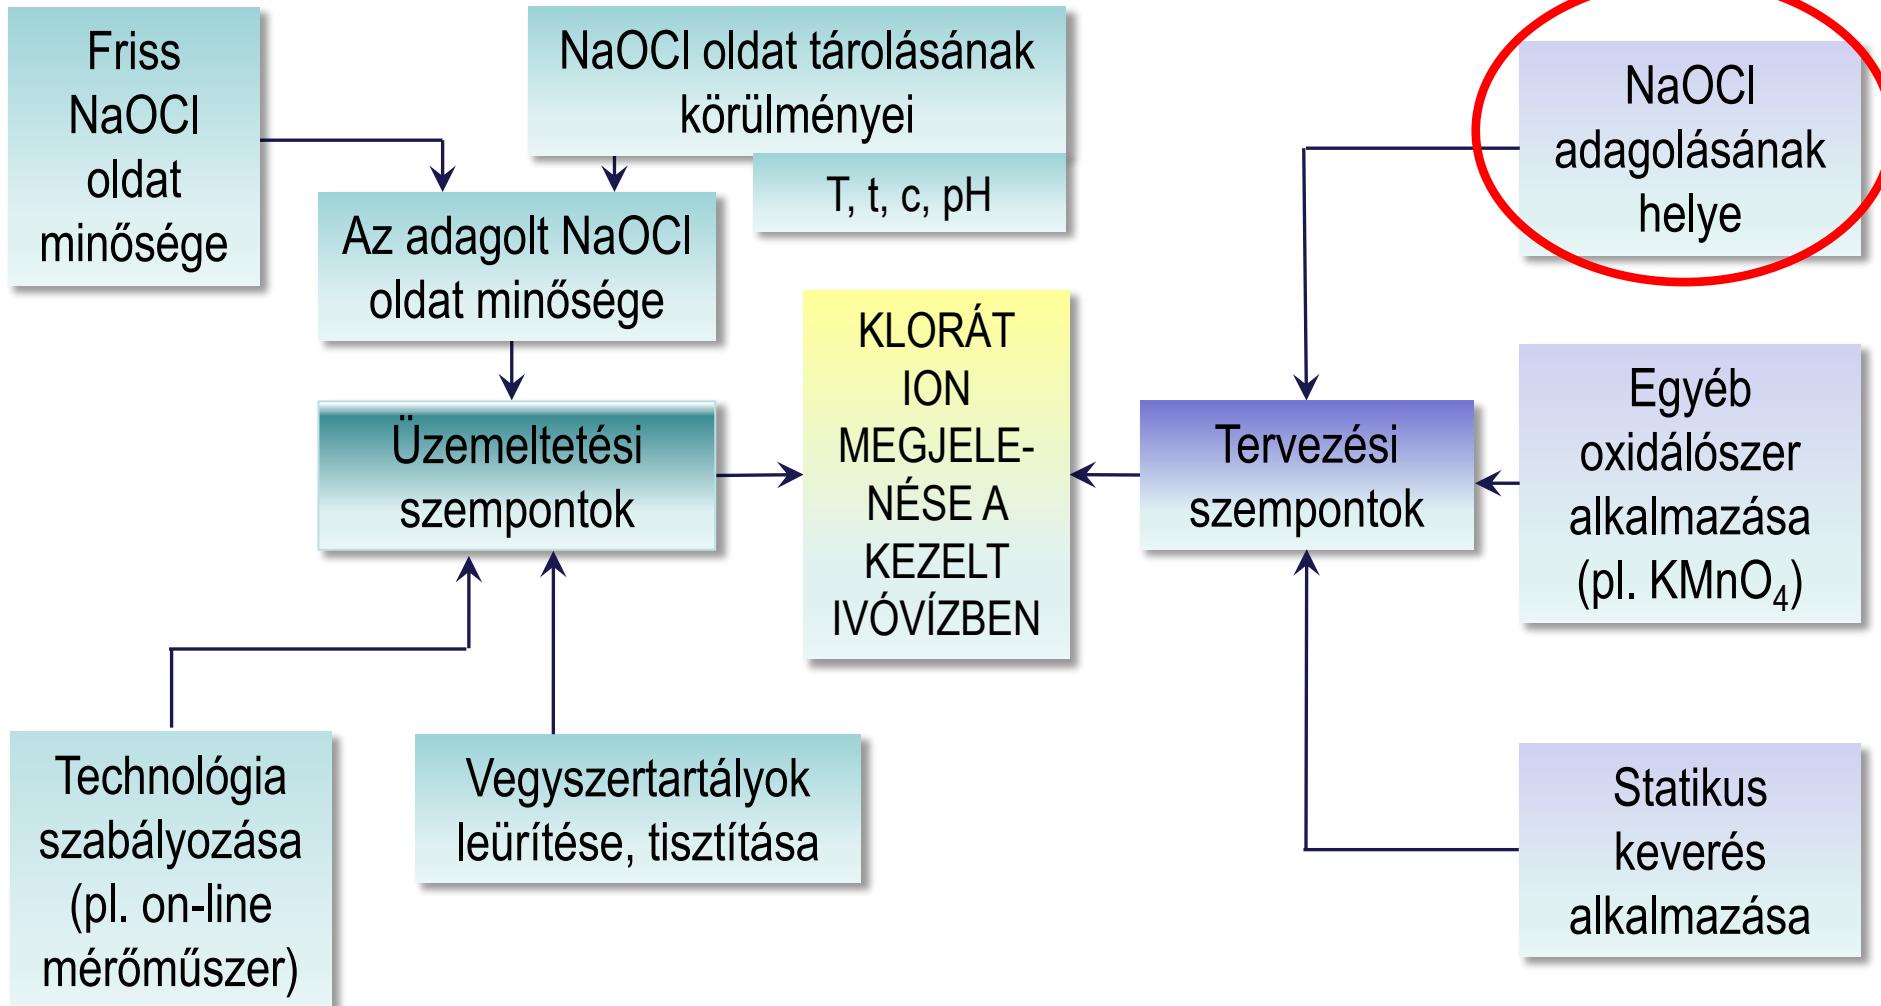 Friss
NaOCl
oldat
minősége
NaOCl oldat tárolásának
körülményei
T, t, c, pH
Az adagolt NaOCl
oldat minősége
NaOCl
adagolásának
helye
KLORÁT
ION
MEGJELE-
NÉSE A
KEZELT
IVÓVÍZBEN
Üzemeltetési
szempontok
Tervezési
szempontok
Egyéb
oxidálószer
alkalmazása
(pl. KMnO₄)
Technológia
szabályozása
(pl. on-line
mérőműszer)
Vegyszertartályok
leürítése, tisztítása
Statikus
keverés
alkalmazása